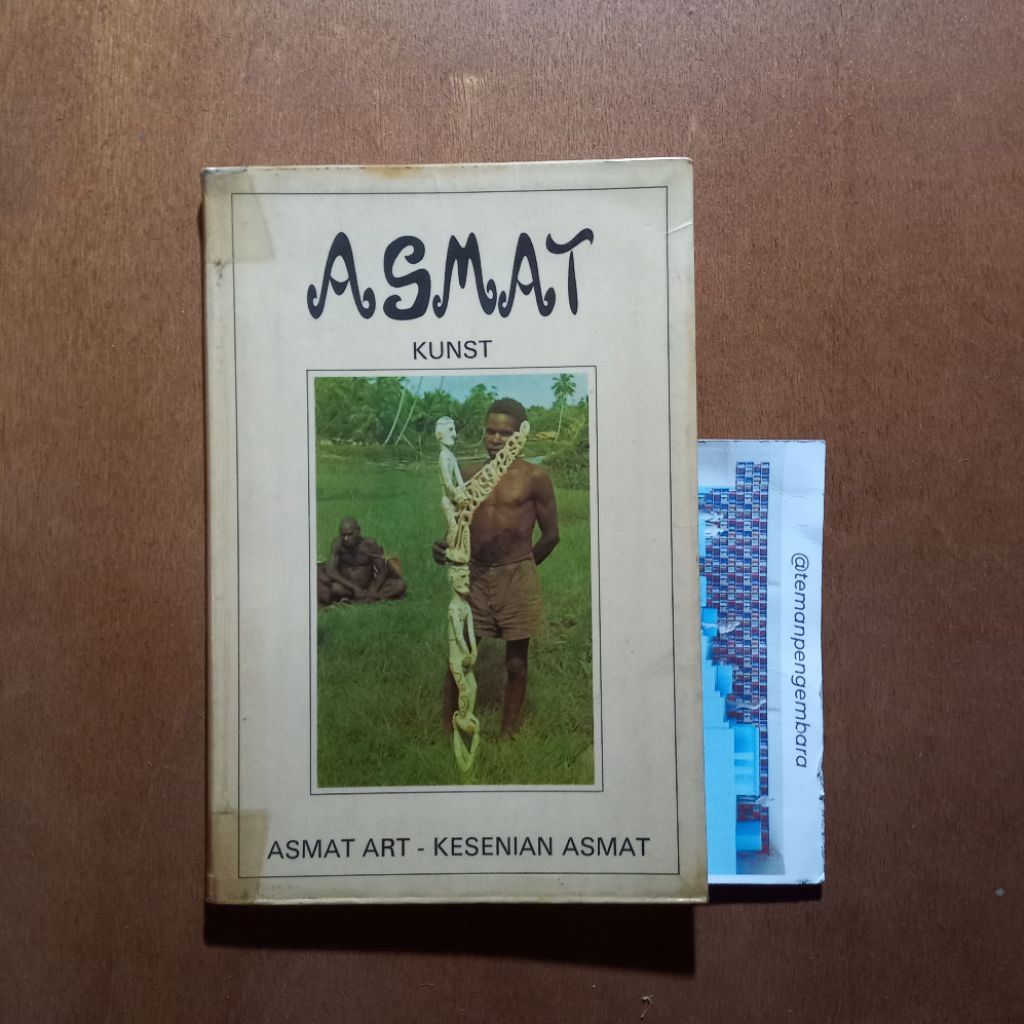 ASMAT
KUNST
ASMAT ART - KESENIAN ASMAT
@temanpengembara